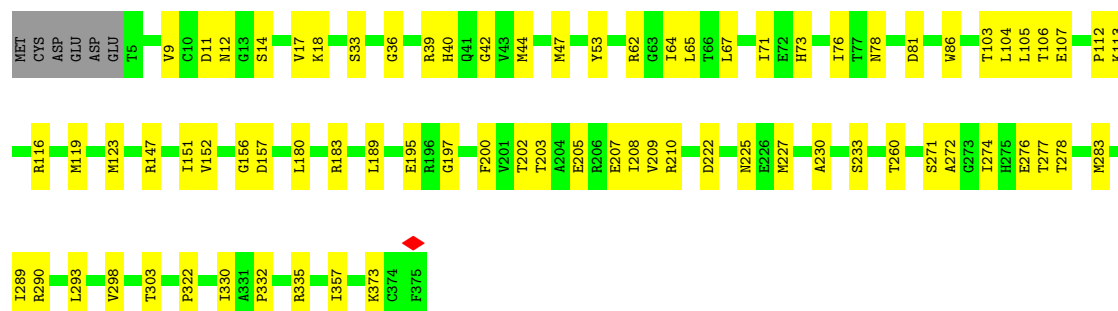 MET CYS ASP GLU ASP ASP GLU T5 V9 C10 D11 N12 G13 S14 V17 K18 S33 G36 R39 H40 Q41 G42 V43 M44 M47 Y53 R62 G63 I64 L65 T66 L67 I71 E72 H73 I76 T77 N78 D81 W86 T103 L104 L105 T106 E107 P112 K113
R116 M119 M123 R147 I151 V152 G156 D157 L180 R183 L189 E195 R196 G197 F200 V201 T202 T203 A204 E205 R206 E207 I208 V209 R210 D222 N225 E226 M227 A230 S233 T260 S271 A272 G273 I274 H275 E276 T277 T278 M283
I289 R290 L293 V298 T303 P322 I330 A331 P332 R335 I357 K373 C374 F375